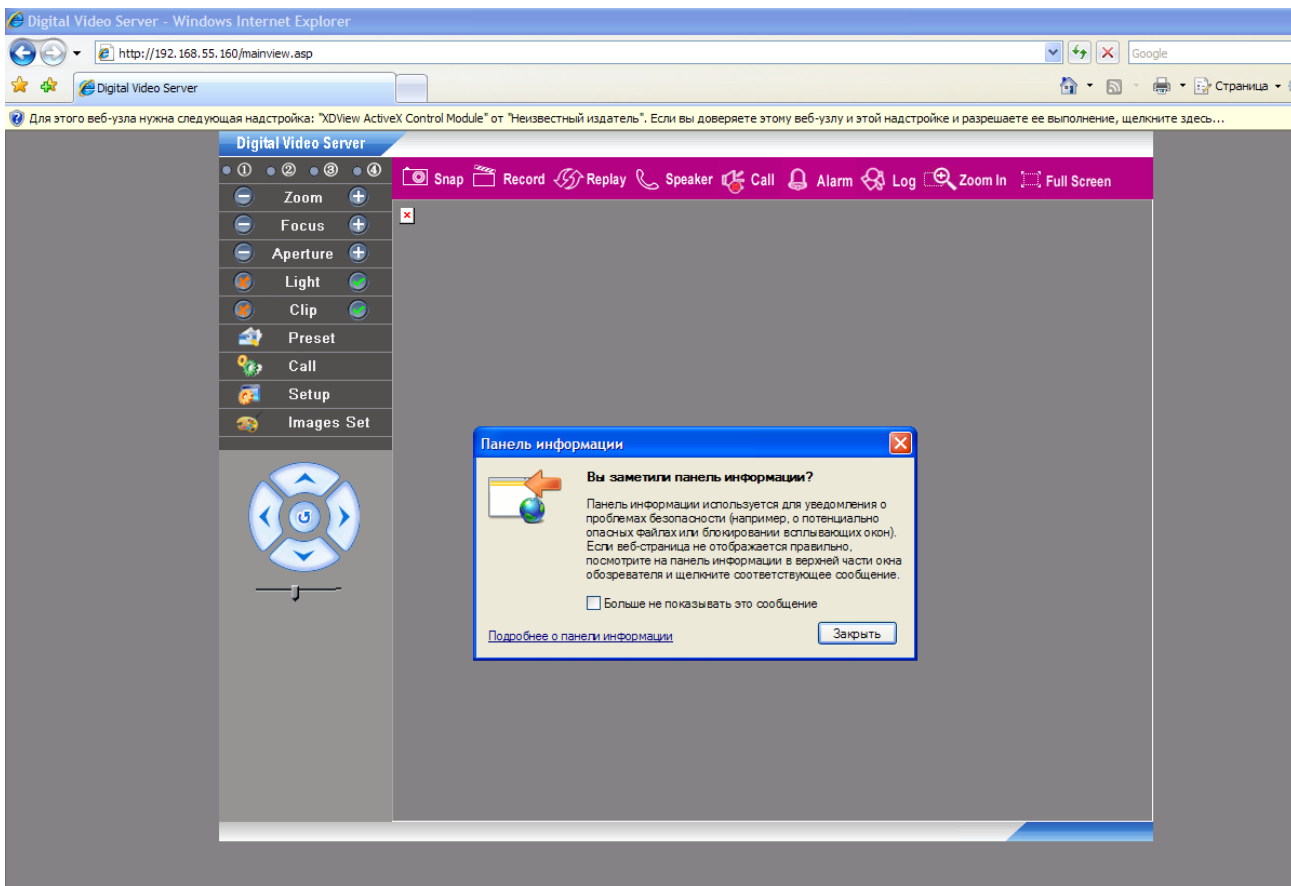 Digital Video Server - Windows Internet Explorer
http://192.168.55.160/mainview.asp
Google
Digital Video Server
Страница
Для этого веб-узла нужна следующая надстройка: "XDView ActiveX Control Module" от "Неизвестный издатель". Если вы доверяете этому веб-узлу и этой надстройке и разрешаете ее выполнение, щелкните здесь...
Digital Video Server
① ② ③ ④
Snap Record Replay Speaker Call Alarm Log Zoom In Full Screen
Zoom
Focus
Aperture
Light
Clip
Preset
Call
Setup
Images Set
Панель информации
Вы заметили панель информации?
Панель информации используется для уведомления о
проблемах безопасности (например, о потенциально
опасных файлах или блокировании всплывающих окон).
Если веб-страница не отображается правильно,
посмотрите на панель информации в верхней части окна
обозревателя и щелкните соответствующее сообщение.
Больше не показывать это сообщение
Подробнее о панели информации
Закрыть